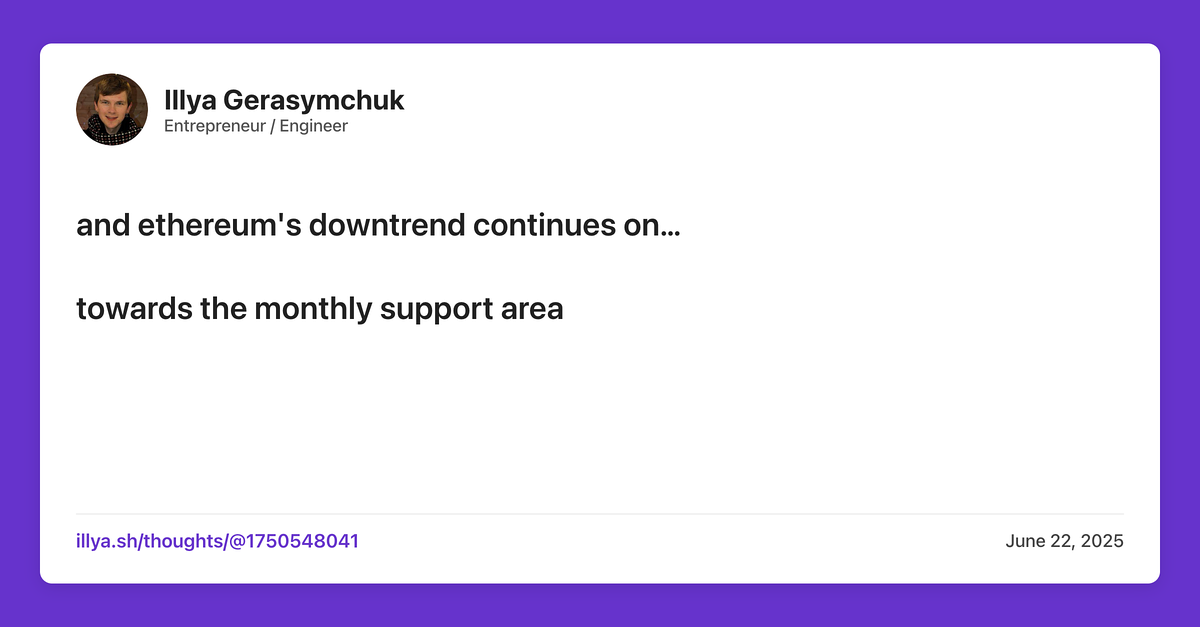 Illya Gerasymchuk
Entrepreneur / Engineer
and ethereum's downtrend continues on…
towards the monthly support area
illya.sh/thoughts/@1750548041
June 22, 2025